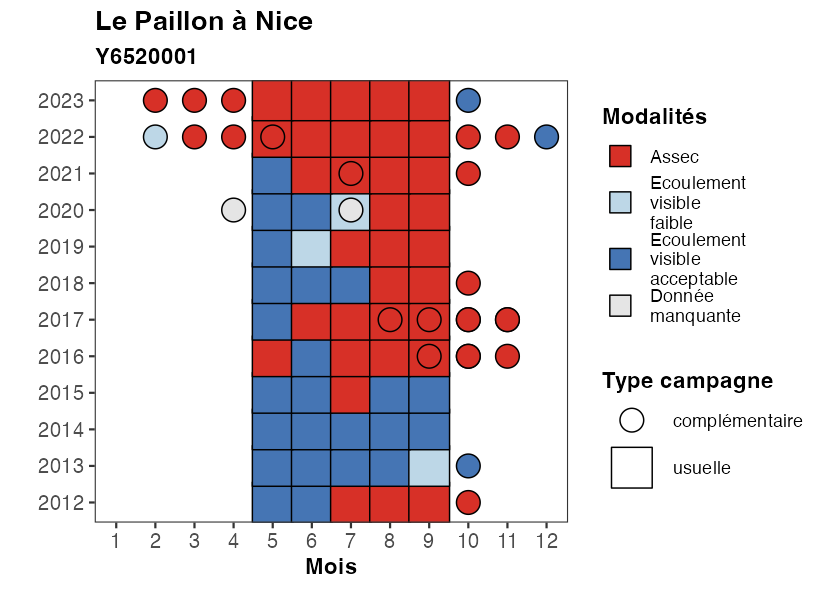 Le Paillon à Nice
Y6520001
2023
2022
2021
2020
2019
2018
2017
2016
2015
2014
2013
2012
1 2 3 4 5 6 7 8 9 10 11 12
Mois
Modalités
Assec
Ecoulement
visible
faible
Ecoulement
visible
acceptable
Donnée
manquante
Type campagne
complémentaire
usuelle